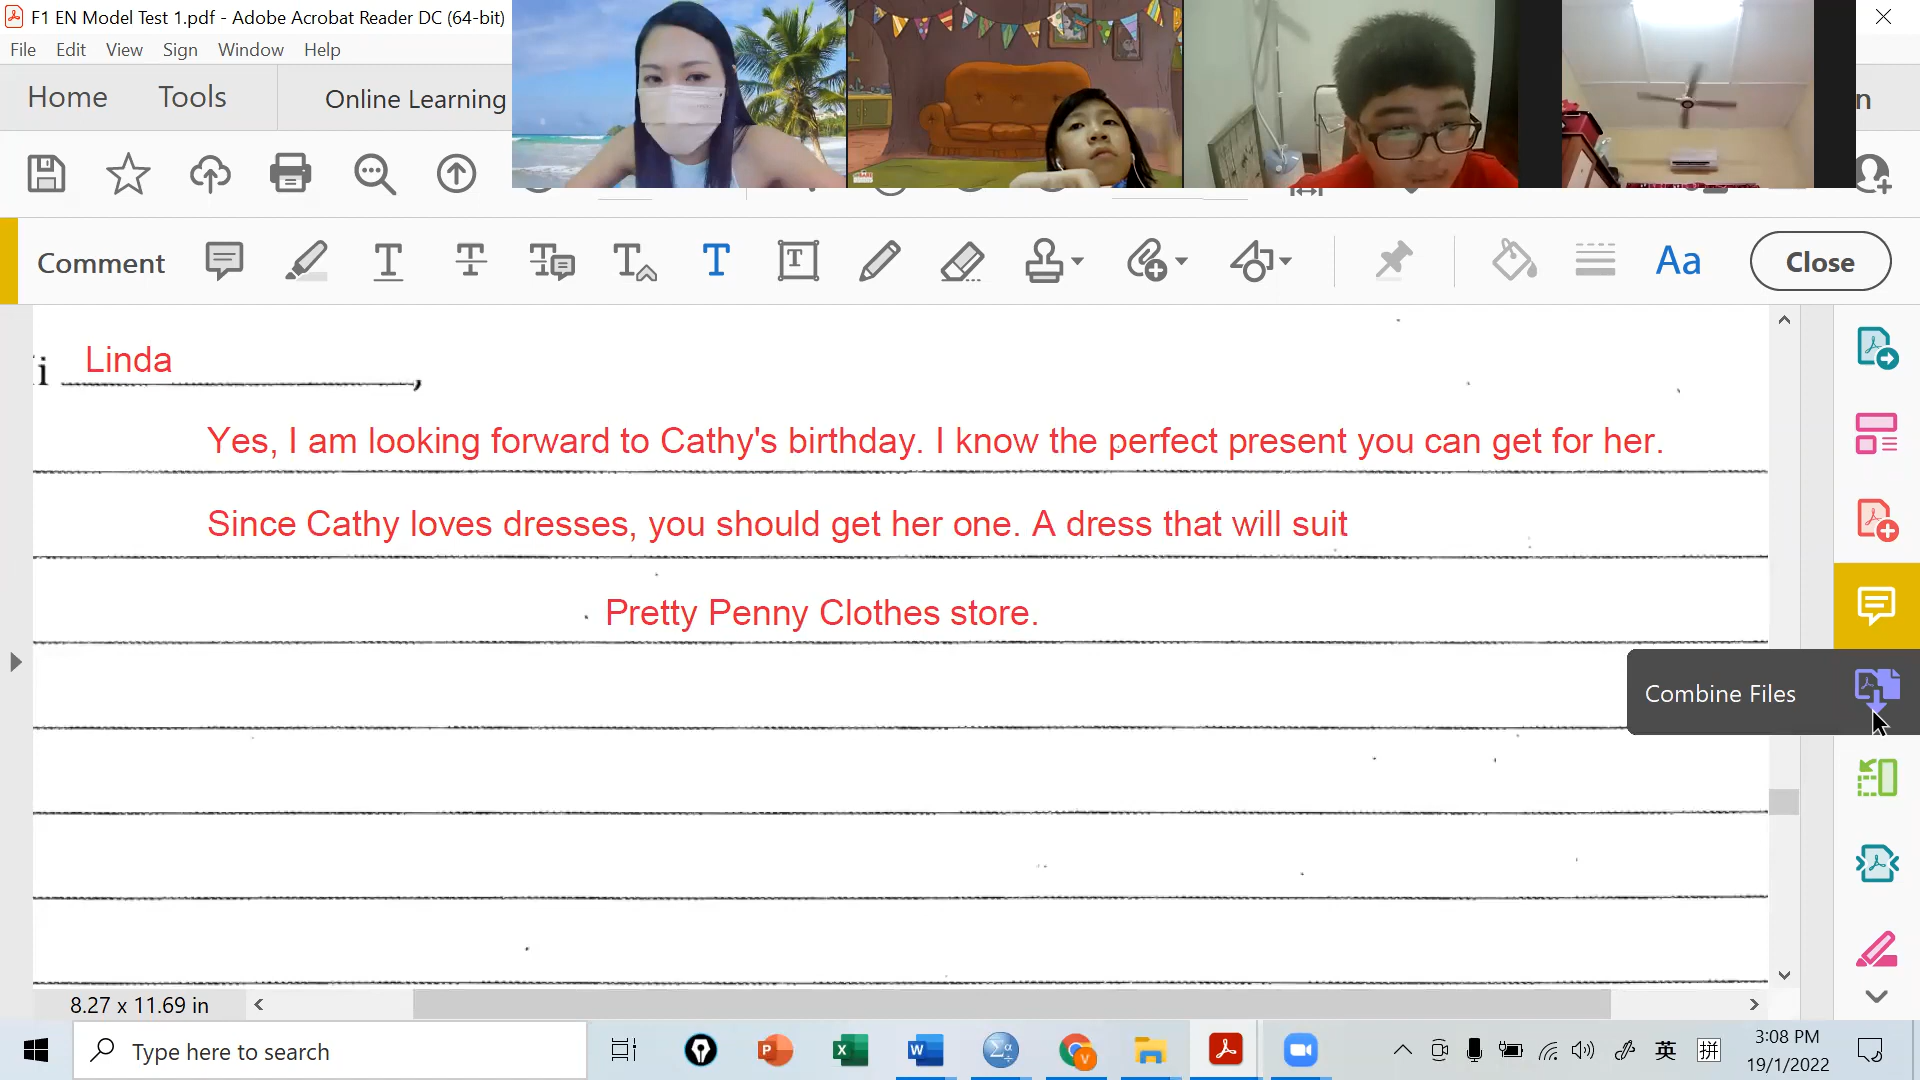 F1 EN Model Test 1.pdf - Adobe Acrobat Reader DC (64-bit)
File Edit View Sign Window Help
Home Tools Online Learning
Comment
Aa
Close
i Linda ,
Yes, I am looking forward to Cathy's birthday. I know the perfect present you can get for her.
Since Cathy loves dresses, you should get her one. A dress that will suit
Pretty Penny Clothes store.
Combine Files
8.27 x 11.69 in
Type here to search
英 拼
3:08 PM
19/1/2022